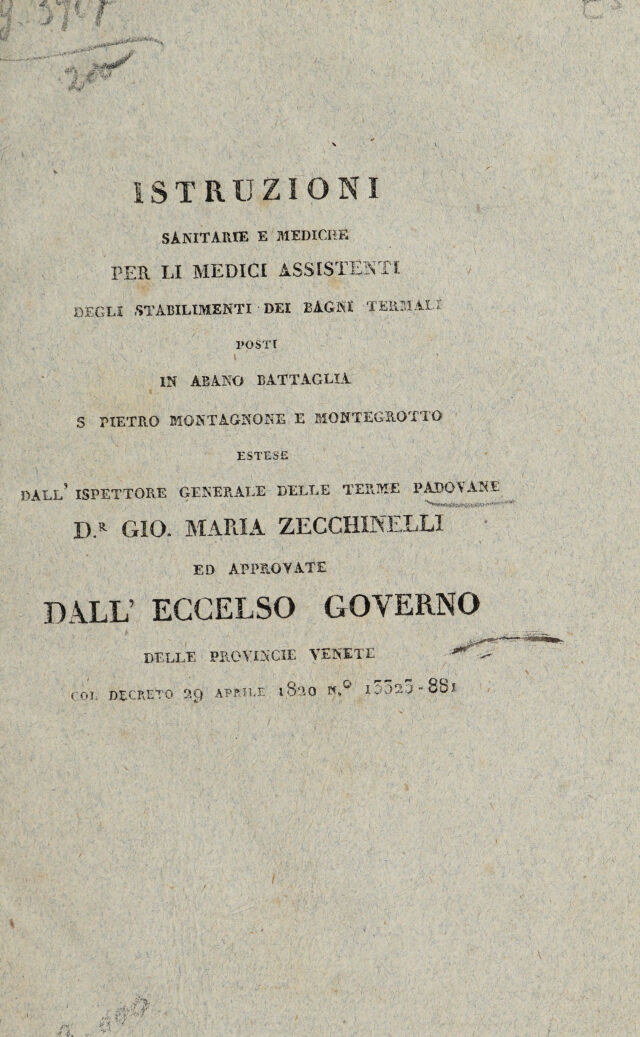 200
ISTRUZIONI
SANITARIE E MEDICHE
PER LI MEDICI ASSISTENTI
DEGLI STABILIMENTI DEI BAGNI TERMALI
POSTI
IN ABANO BATTAGLIA
S PIETRO MONTAGNONE E MONTEGROTTO
ESTESE
DALL' ISPETTORE GENERALE DELLE TERME PADOVANE
D.R GIO. MARIA ZECCHINELLI
ED APPROVATE
DALL' ECCELSO GOVERNO
DELLE PROVINCIE VENETE
COL DECRETO 29 APRILE 1820 N.° 13323-881